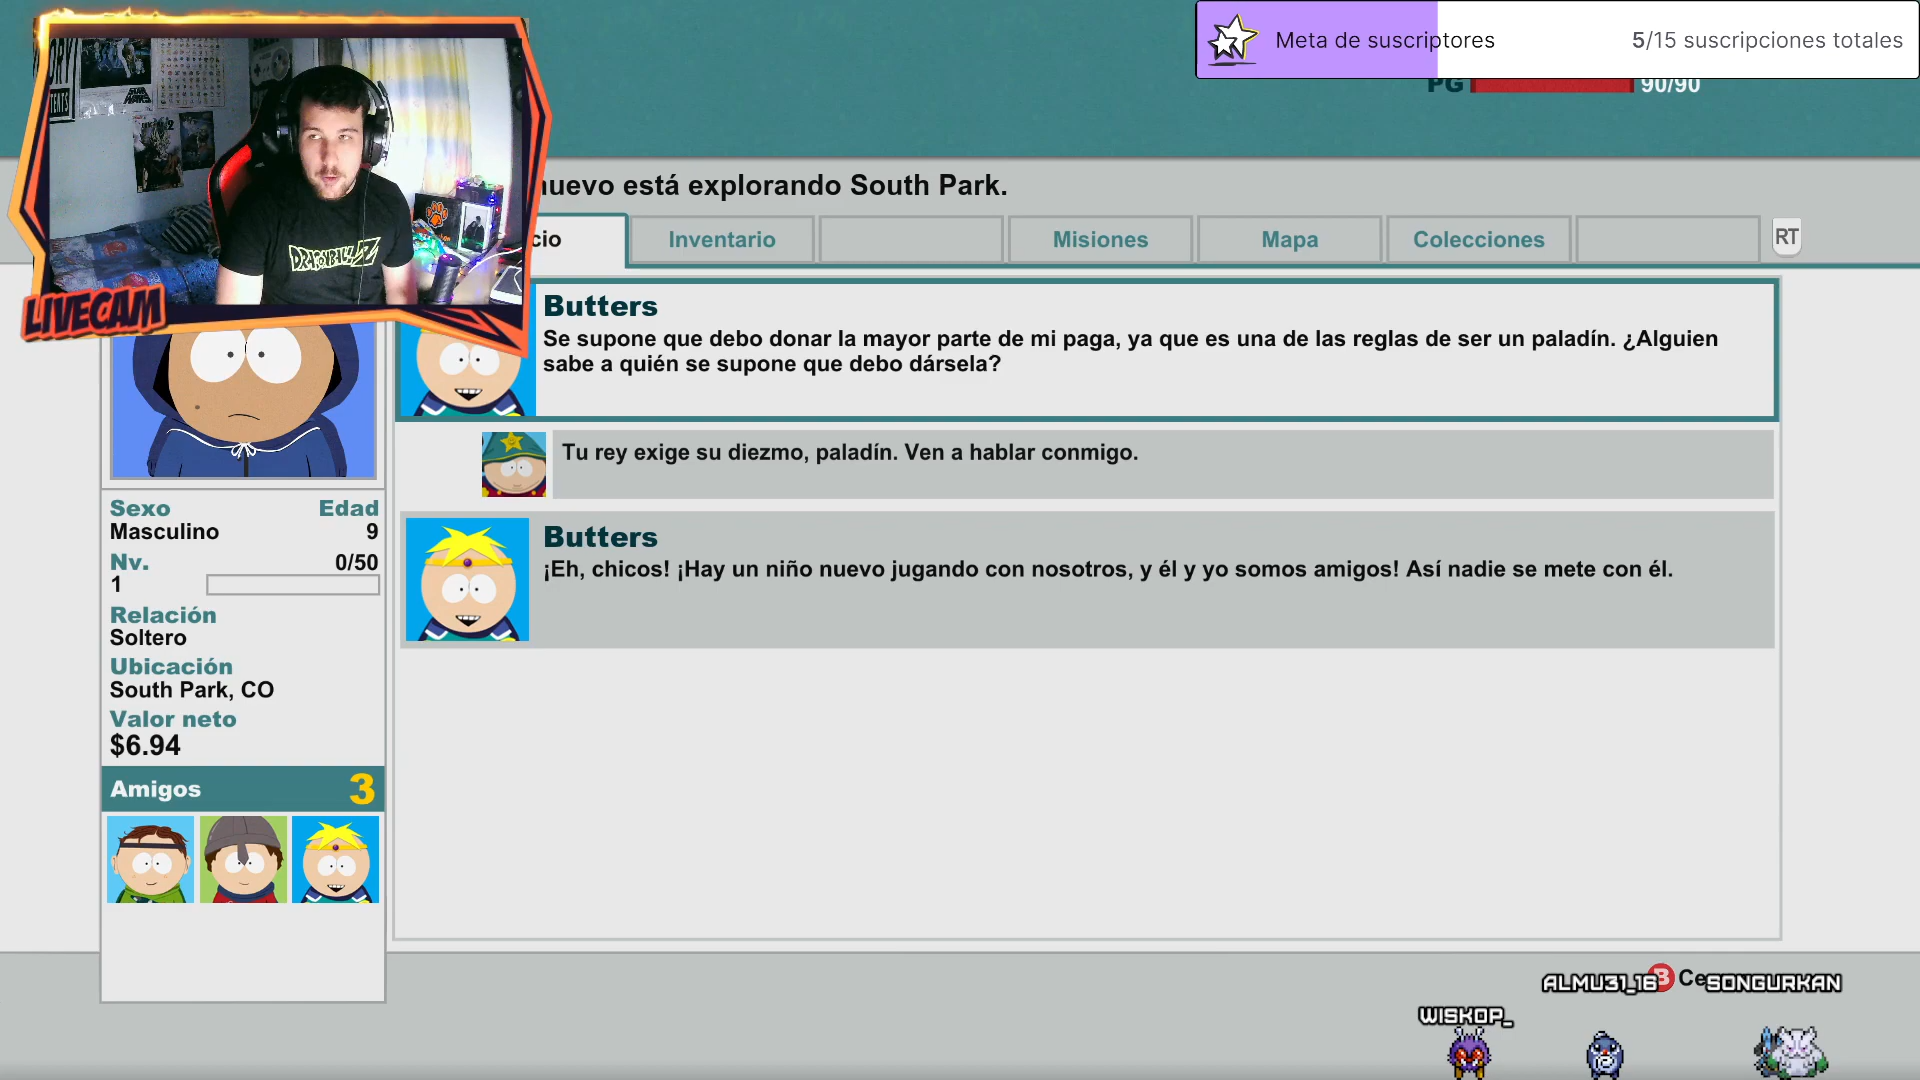 Meta de suscriptores
5/15 suscripciones totales
PG
90/90
nuevo está explorando South Park.
cio
Inventario
Misiones
Mapa
Colecciones
RT
DRAGONBALL Z
LIVECAM
Butters
Se supone que debo donar la mayor parte de mi paga, ya que es una de las reglas de ser un paladín. ¿Alguien
sabe a quién se supone que debo dársela?
Tu rey exige su diezmo, paladín. Ven a hablar conmigo.
Butters
¡Eh, chicos! ¡Hay un niño nuevo jugando con nosotros, y él y yo somos amigos! Así nadie se mete con él.
Sexo Edad
Masculino 9
Nv. 0/50
1
Relación
Soltero
Ubicación
South Park, CO
Valor neto
$6.94
Amigos 3
ALMU31_16 B Ce SONGURKAN
WISKOP_